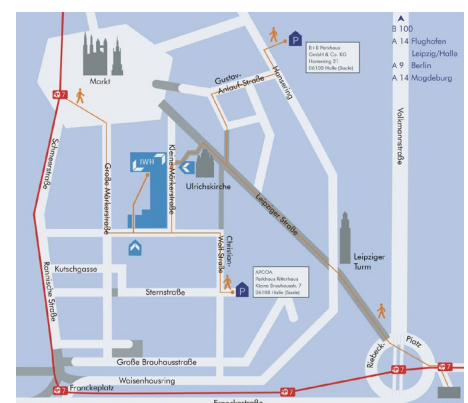 B 100
A 14 Flughafen
Leipzig/Halle
A 9 Berlin
A 14 Magdeburg
B+B Parkhaus
GmbH & Co. KG
Hansering
06108 Halle (Saale)
P
Markt
Gustav-
Anlauf-Straße
Hansering
Volkmannstraße
7
Schmeerstraße
Große Märkerstraße
Kleine Märkerstraße
IWH
Ulrichskirche
Leipziger Straße
Christian-
Wolf-Straße
Leipziger
Turm
Rannische Straße
Kutschgasse
Sternstraße
P
APCOA
Parkhaus Ritterhaus
Kleine Brauhausstr. 7
06108 Halle (Saale)
Riebeck-
Platz
Große Brauhausstraße
Waisenhausring
Franckeplatz
7
7
7
7
Franckestraße